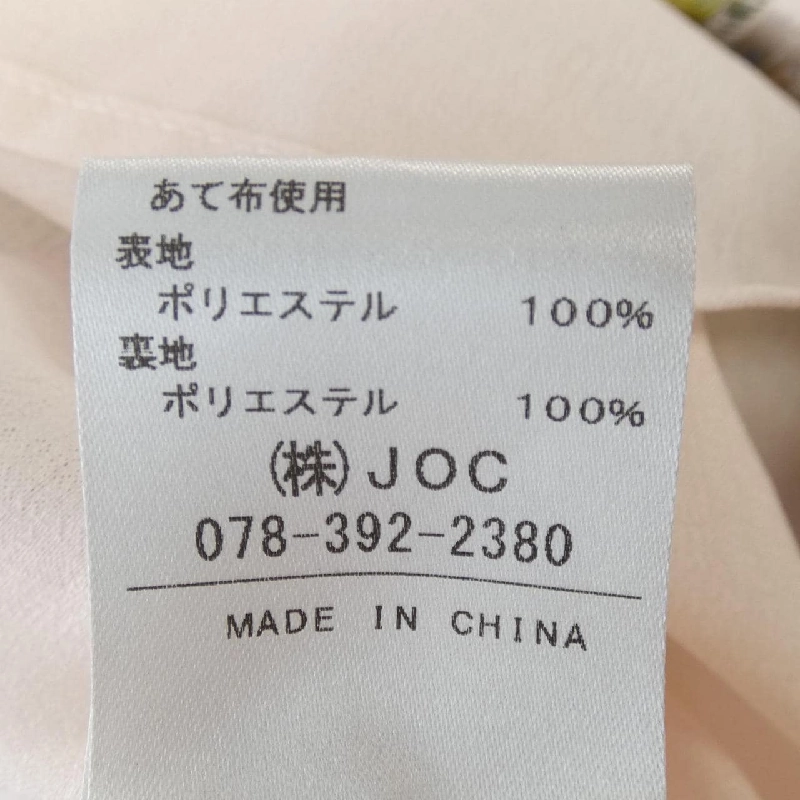 あて布使用
表地
ポリエステル 100%
裏地
ポリエステル 100%
(株)JOC
078-392-2380
MADE IN CHINA